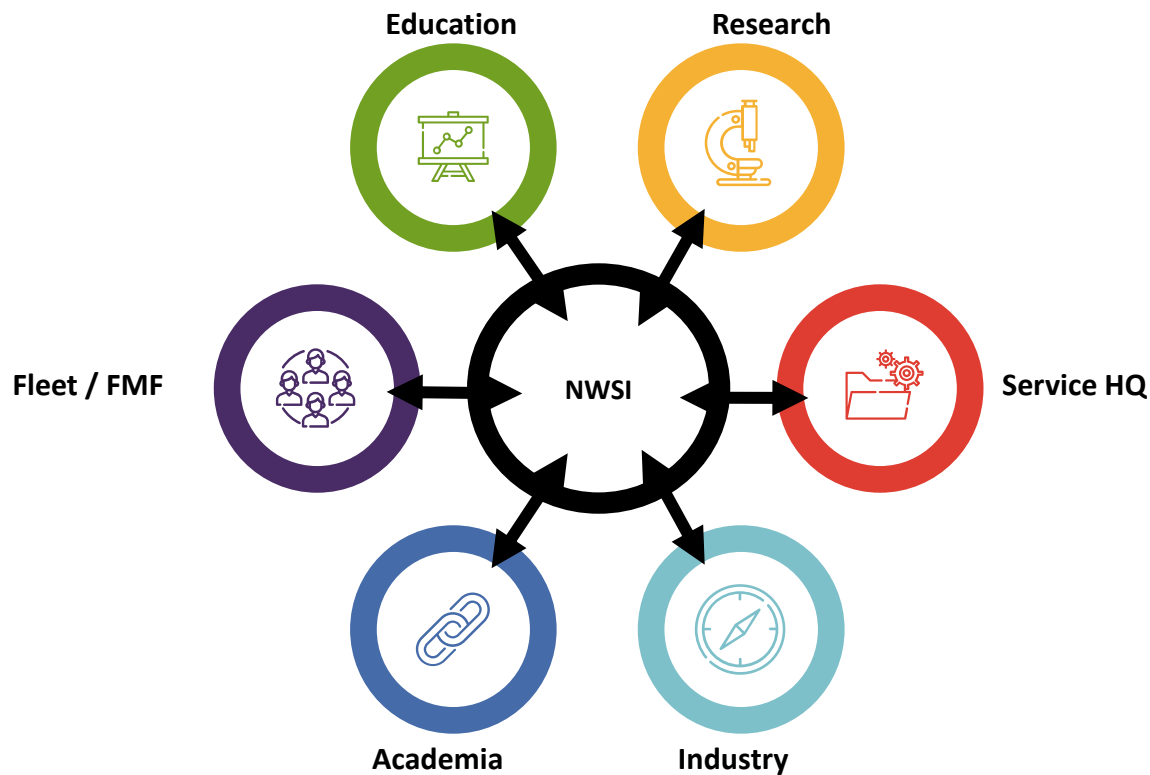 Education
Research
Fleet / FMF
NWSI
Service HQ
Academia
Industry